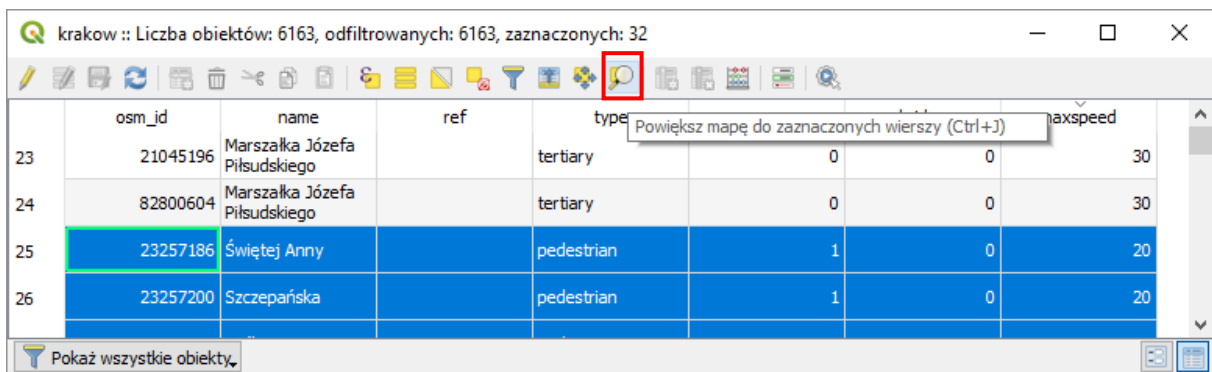 krakow :: Liczba obiektów: 6163, odfiltrowanych: 6163, zaznaczonych: 32
osm_id name ref type maxspeed
Powiększ mapę do zaznaczonych wierszy (Ctrl+J)
23 21045196 Marszałka Józefa Piłsudskiego tertiary 0 0 30
24 82800604 Marszałka Józefa Piłsudskiego tertiary 0 0 30
25 23257186 Świętej Anny pedestrian 1 0 20
26 23257200 Szczepańska pedestrian 1 0 20
Pokaż wszystkie obiekty